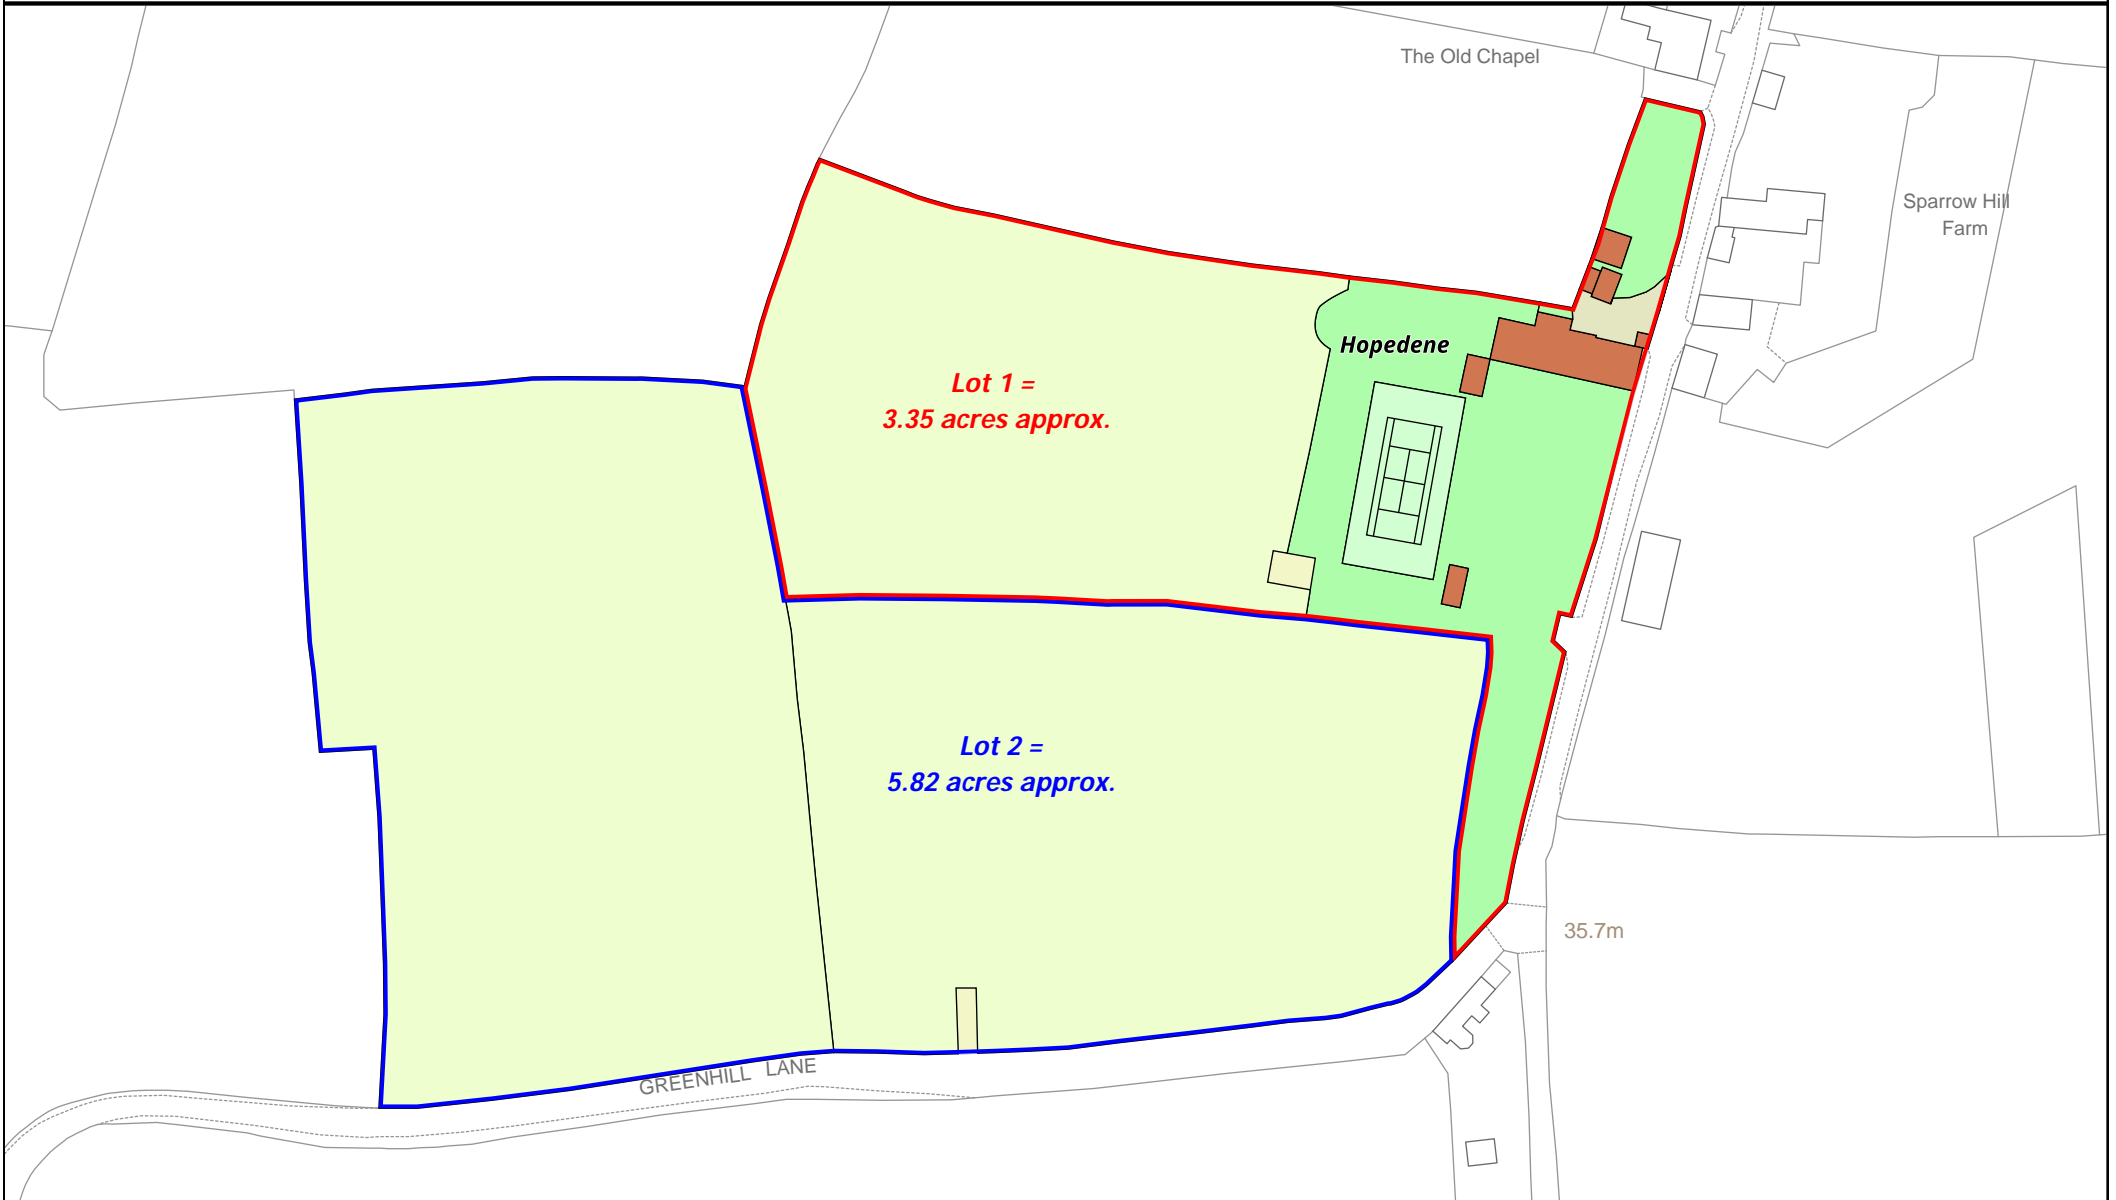 The Old Chapel
Sparrow Hill
Farm
Hopedene
Lot 1 =
3.35 acres approx.
Lot 2 =
5.82 acres approx.
35.7m
GREENHILL LANE